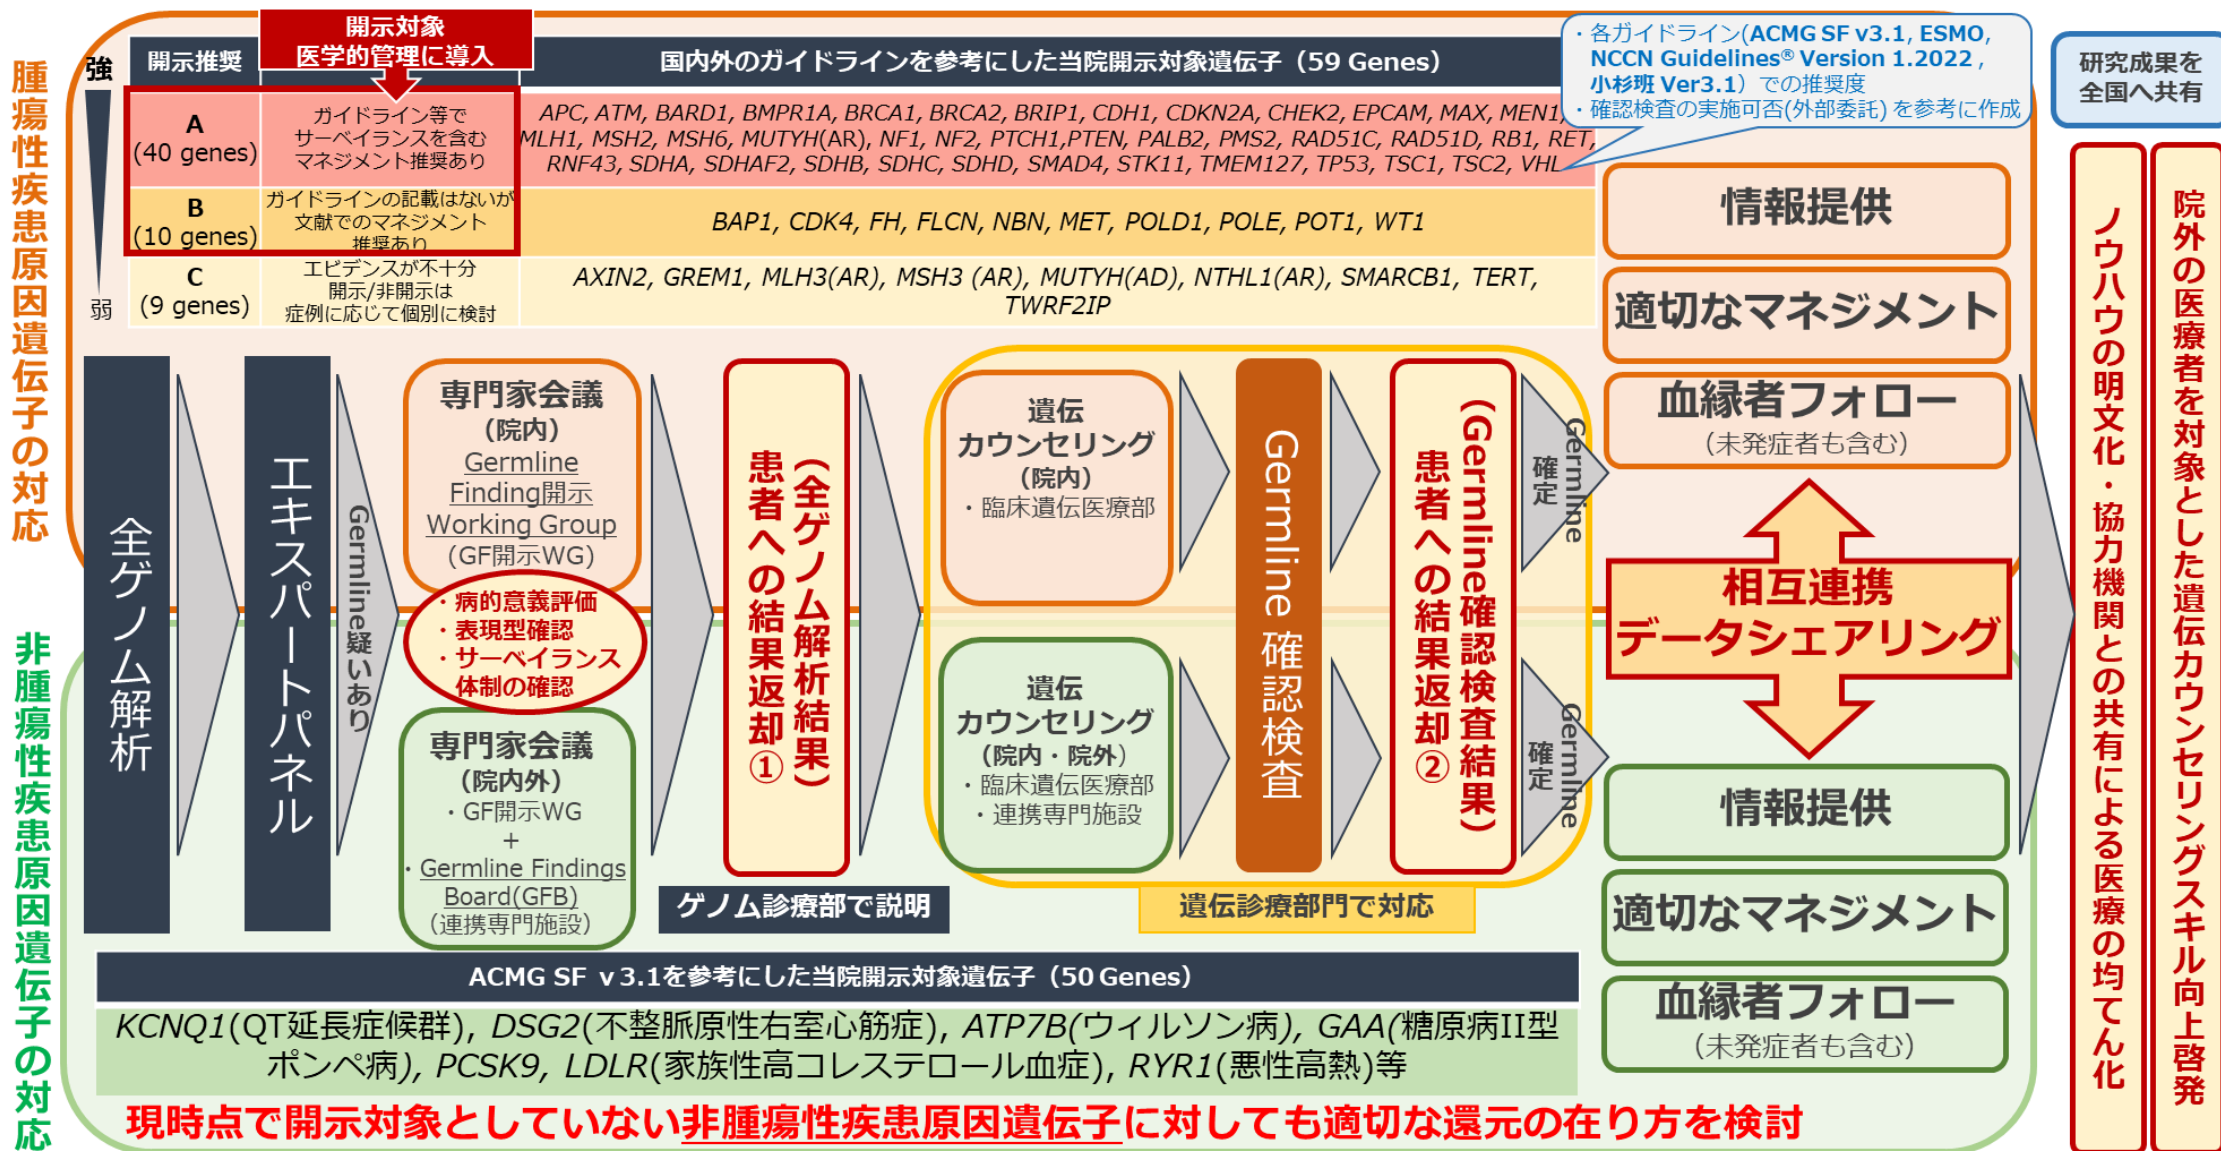 腫瘍性疾患原因遺伝子の対応
強
弱
開示推奨
開示対象
医学的管理に導入
国内外のガイドラインを参考にした当院開示対象遺伝子（59 Genes）
・各ガイドライン(ACMG SF v3.1, ESMO,
NCCN Guidelines® Version 1.2022 ,
小杉班 Ver3.1）での推奨度
・確認検査の実施可否(外部委託) を参考に作成
A
(40 genes)
ガイドライン等で
サーベイランスを含む
マネジメント推奨あり
APC, ATM, BARD1, BMPR1A, BRCA1, BRCA2, BRIP1, CDH1, CDKN2A, CHEK2, EPCAM, MAX, MEN1,
MLH1, MSH2, MSH6, MUTYH(AR), NF1, NF2, PTCH1,PTEN, PALB2, PMS2, RAD51C, RAD51D, RB1, RET,
RNF43, SDHA, SDHAF2, SDHB, SDHC, SDHD, SMAD4, STK11, TMEM127, TP53, TSC1, TSC2, VHL
B
(10 genes)
ガイドラインの記載はないが
文献でのマネジメント
推奨あり
BAP1, CDK4, FH, FLCN, NBN, MET, POLD1, POLE, POT1, WT1
C
(9 genes)
エビデンスが不十分
開示/非開示は
症例に応じて個別に検討
AXIN2, GREM1, MLH3(AR), MSH3 (AR), MUTYH(AD), NTHL1(AR), SMARCB1, TERT,
TWRF2IP
全ゲノム解析
エキスパートパネル
Germline疑いあり
専門家会議
(院内)
Germline
Finding開示
Working Group
(GF開示WG)
・病的意義評価
・表現型確認
・サーベイランス
体制の確認
専門家会議
(院内外)
・GF開示WG
+
・Germline Findings
Board(GFB)
(連携専門施設)
(全ゲノム解析結果)
患者への結果返却①
ゲノム診療部で説明
遺伝
カウンセリング
(院内)
・臨床遺伝医療部
遺伝
カウンセリング
(院内・院外)
・臨床遺伝医療部
・連携専門施設
Germline 確認検査
(Germline確認検査結果)
患者への結果返却②
遺伝診療部門で対応
Germline
確定
Germline
確定
情報提供
適切なマネジメント
血縁者フォロー
(未発症者も含む)
相互連携
データシェアリング
情報提供
適切なマネジメント
血縁者フォロー
(未発症者も含む)
非腫瘍性疾患原因遺伝子の対応
ACMG SF v 3.1を参考にした当院開示対象遺伝子（50 Genes）
KCNQ1(QT延長症候群), DSG2(不整脈原性右室心筋症), ATP7B(ウィルソン病), GAA(糖原病II型
ポンペ病), PCSK9, LDLR(家族性高コレステロール血症), RYR1(悪性高熱)等
現時点で開示対象としていない非腫瘍性疾患原因遺伝子に対しても適切な還元の在り方を検討
研究成果を
全国へ共有
院外の医療者を対象とした遺伝カウンセリングスキル向上啓発
ノウハウの明文化・協力機関との共有による医療の均てん化